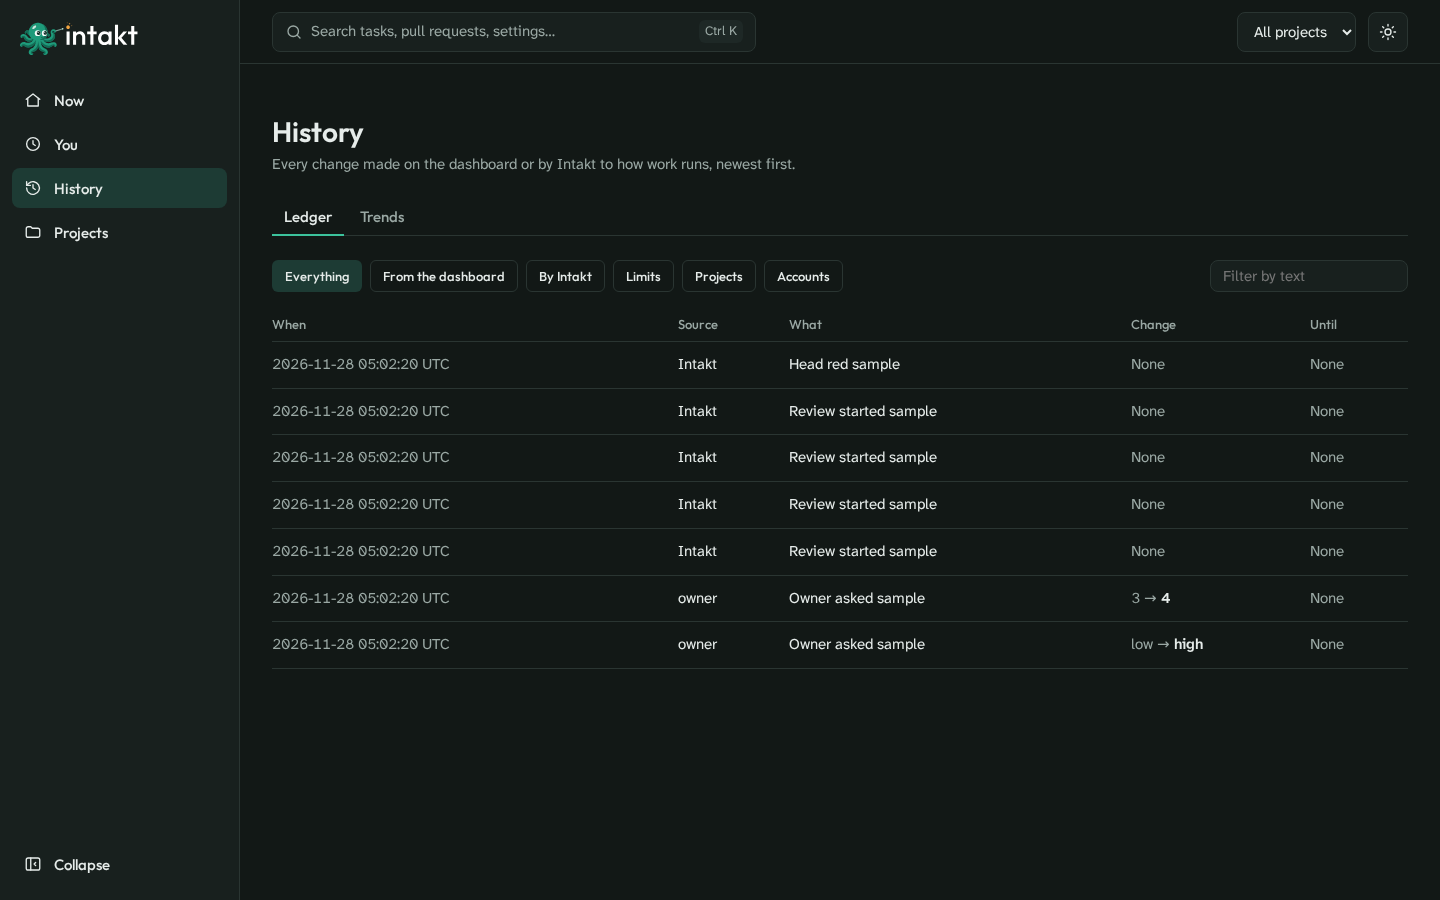 intakt
Search tasks, pull requests, settings... Ctrl K
All projects
Now
You
History
Projects
Collapse
History
Every change made on the dashboard or by Intakt to how work runs, newest first.
Ledger Trends
Everything From the dashboard By Intakt Limits Projects Accounts Filter by text
When Source What Change Until
2026-11-28 05:02:20 UTC Intakt Head red sample None None
2026-11-28 05:02:20 UTC Intakt Review started sample None None
2026-11-28 05:02:20 UTC Intakt Review started sample None None
2026-11-28 05:02:20 UTC Intakt Review started sample None None
2026-11-28 05:02:20 UTC Intakt Review started sample None None
2026-11-28 05:02:20 UTC owner Owner asked sample 3 → 4 None
2026-11-28 05:02:20 UTC owner Owner asked sample low → high None